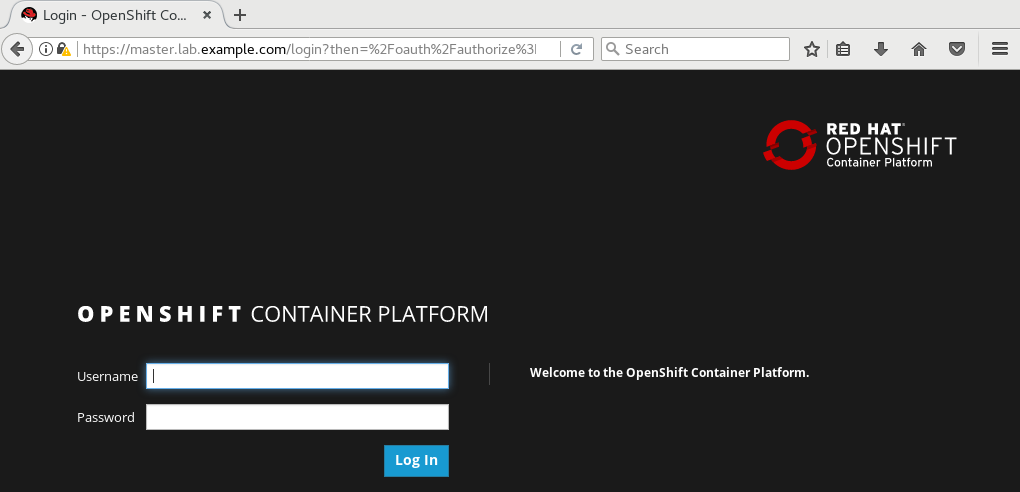 Login - OpenShift Co...
https://master.lab.example.com/login?then=%2Foauth%2Fauthorize%3
Search
RED HAT
OPENSHIFT
Container Platform
OPENSHIFT CONTAINER PLATFORM
Username
Welcome to the OpenShift Container Platform.
Password
Log In